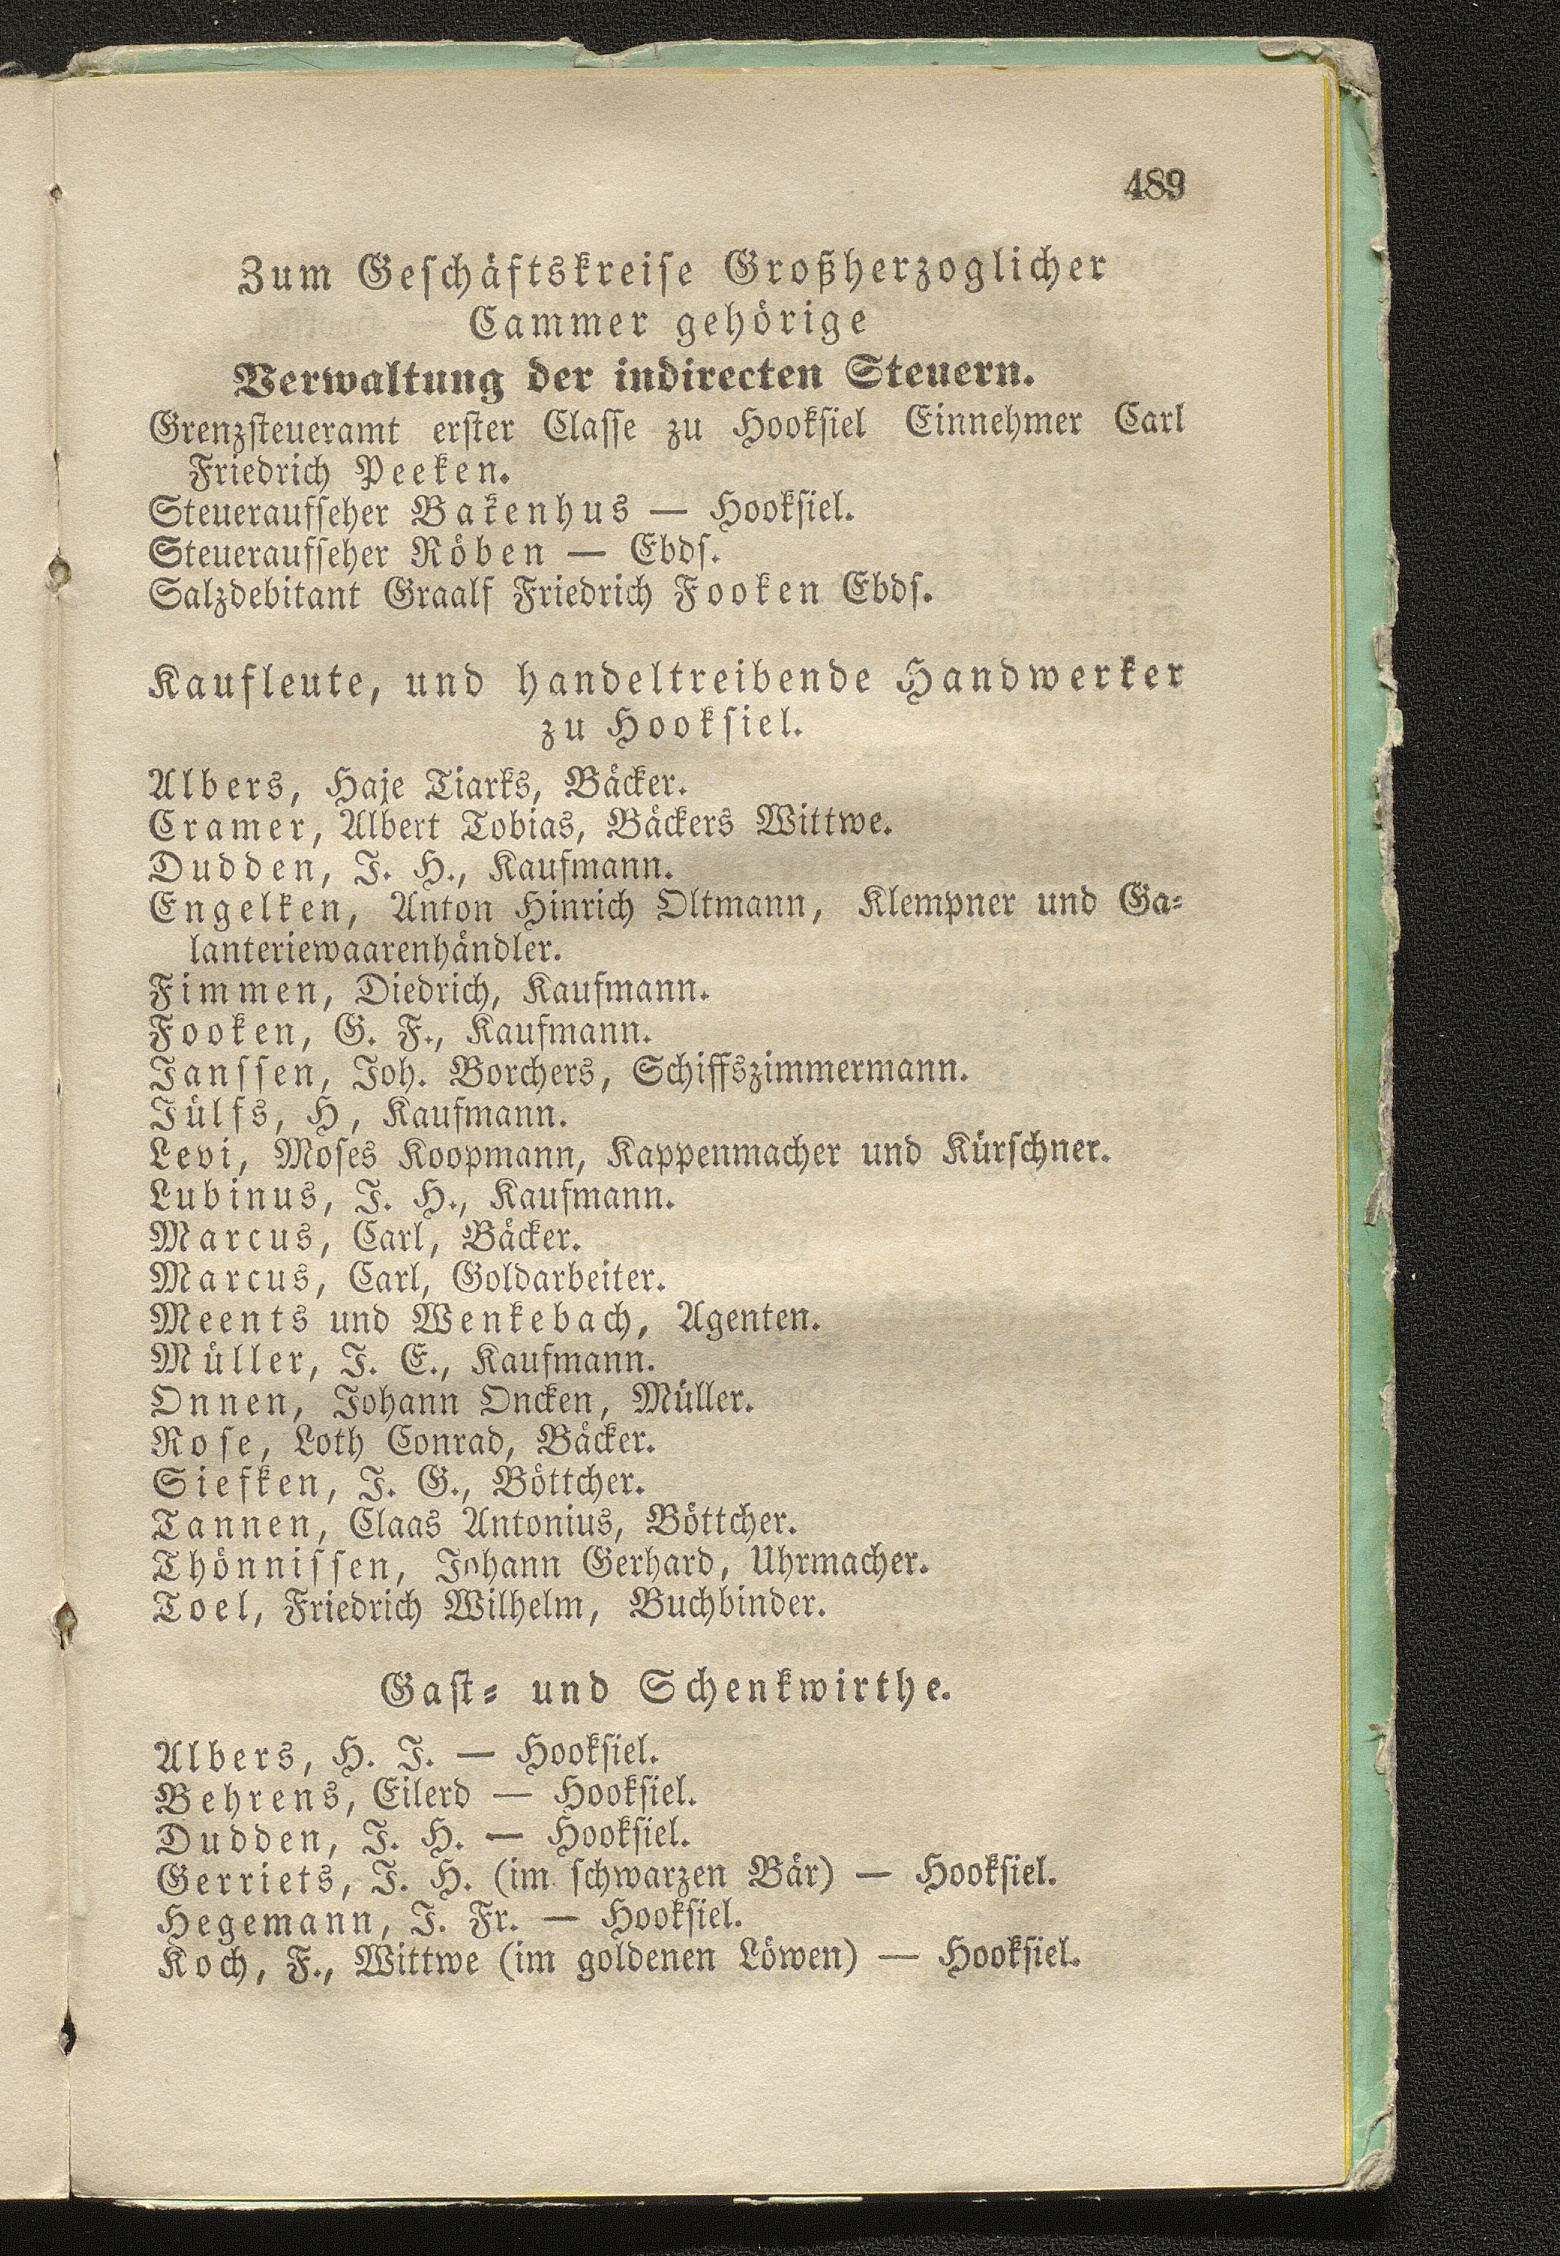 489
Zum Geschäftskreise Großherzoglicher
Cammer gehörige
Verwaltung der indirecten Steuern.
Grenzsteueramt erster Classe zu Hooksiel Einnehmer Carl
Friedrich Peeken.
Steueraufseher Bakenhus — Hooksiel.
Steueraufseher Röben — Ebds.
Salzdebitant Graalf Friedrich Fooken Ebds.
Kaufleute, und handeltreibende Handwerker
zu Hooksiel.
Albers, Haje Tiarks, Bäcker.
Cramer, Albert Tobias, Bäckers Wittwe.
Dudden, J. H., Kaufmann.
Engelken, Anton Hinrich Oltmann, Klempner und Ga-
lanteriewaarenhändler.
Fimmen, Diedrich, Kaufmann.
Fooken, G. F., Kaufmann.
Janssen, Joh. Borchers, Schiffszimmermann.
Jülfs, H, Kaufmann.
Levi, Moses Koopmann, Kappenmacher und Kürschner.
Lubinus, J. H., Kaufmann.
Marcus, Carl, Bäcker.
Marcus, Carl, Goldarbeiter.
Meents und Wenkebach, Agenten.
Müller, J. E., Kaufmann.
Onnen, Johann Oncken, Müller.
Rose, Loth Conrad, Bäcker.
Siefken, J. G., Böttcher.
Tannen, Claas Antonius, Böttcher.
Thönnissen, Johann Gerhard, Uhrmacher.
Toel, Friedrich Wilhelm, Buchbinder.
Gast- und Schenkwirthe.
Albers, H. J. — Hooksiel.
Behrens, Eilerd — Hooksiel.
Dudden, J. H. — Hooksiel.
Gerriets, J. H. (im schwarzen Bär) — Hooksiel.
Hegemann, J. Fr. — Hooksiel.
Koch, F., Wittwe (im goldenen Löwen) — Hooksiel.